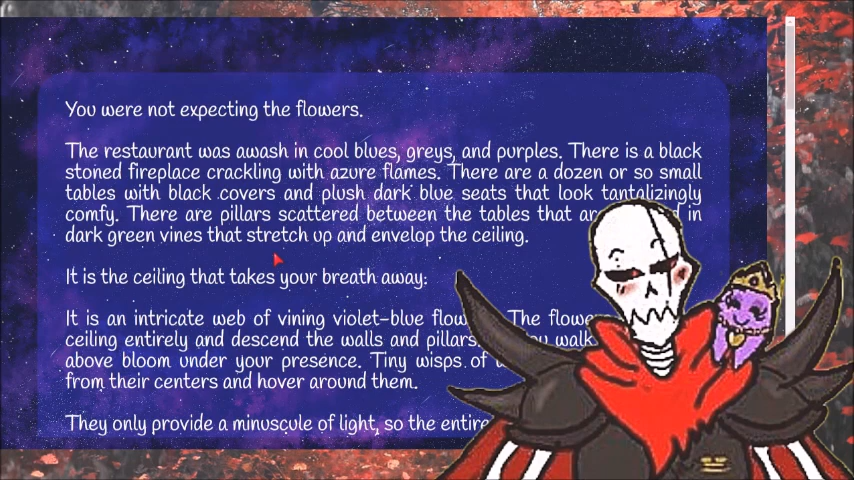 You were not expecting the flowers.
The restaurant was awash in cool blues, greys, and purples. There is a black
stoned fireplace crackling with azure flames. There are a dozen or so small
tables with black covers and plush dark blue seats that look tantalizingly
comfy. There are pillars scattered between the tables that in
dark green vines that stretch up and envelop the ceiling.
It is the ceiling that takes your breath away:
It is an intricate web of vining violet-blue The
ceiling entirely and descend the walls and pillars. walk
above bloom under your presence. Tiny wisps of
from their centers and hover around them.
They only provide a minuscule of light, so the entire